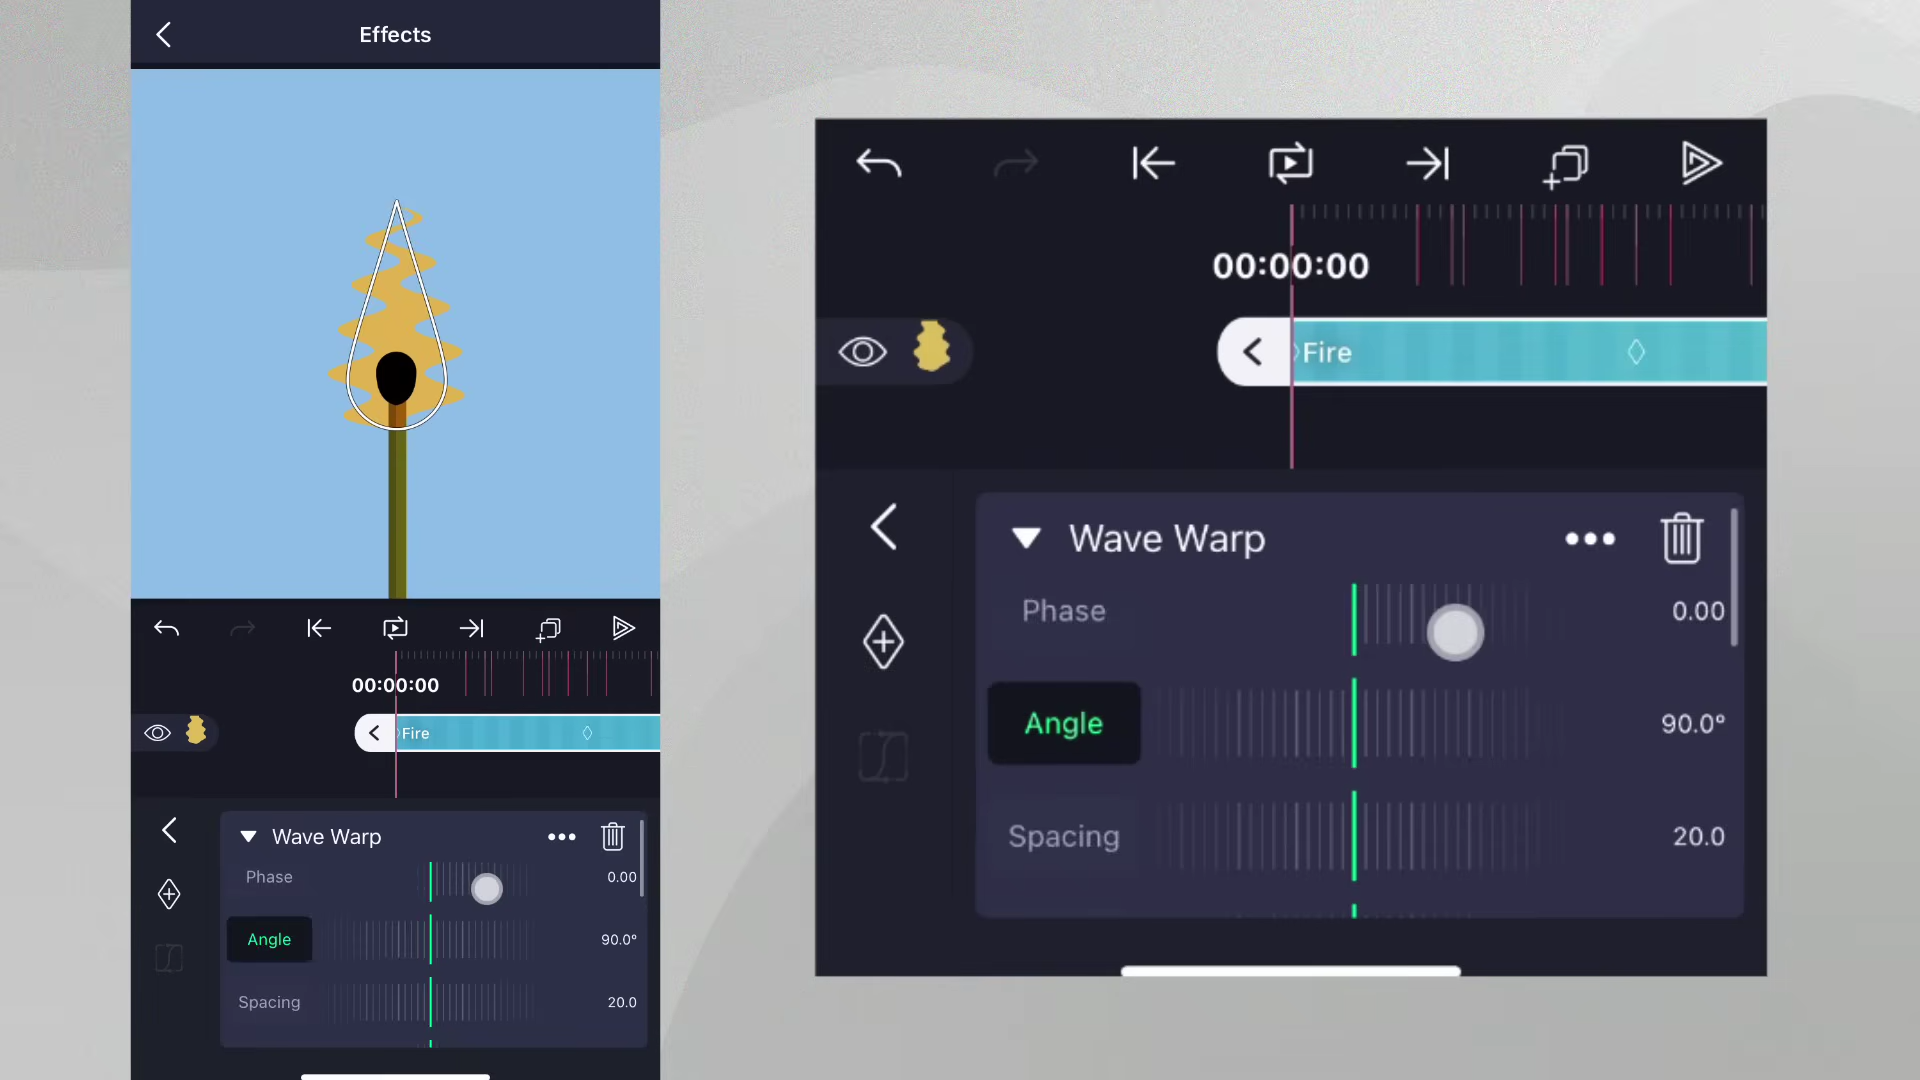 Effects
00:00:00
Fire
Wave Warp
Phase
0.00
Angle
90.0°
Spacing
20.0
00:00:00
Fire
Wave Warp
Phase
0.00
Angle
90.0°
Spacing
20.0